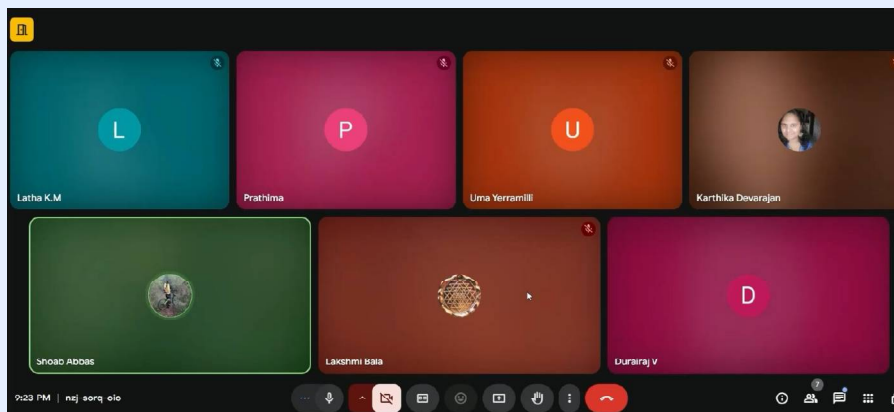 L
P
U
Latha K.M
Prathima
Uma Yerramilli
Karthika Devarajan
D
Shoab Abbas
Lakshmi Bala
Durairaj V
7
9:23 PM | nzj-sorq-oio